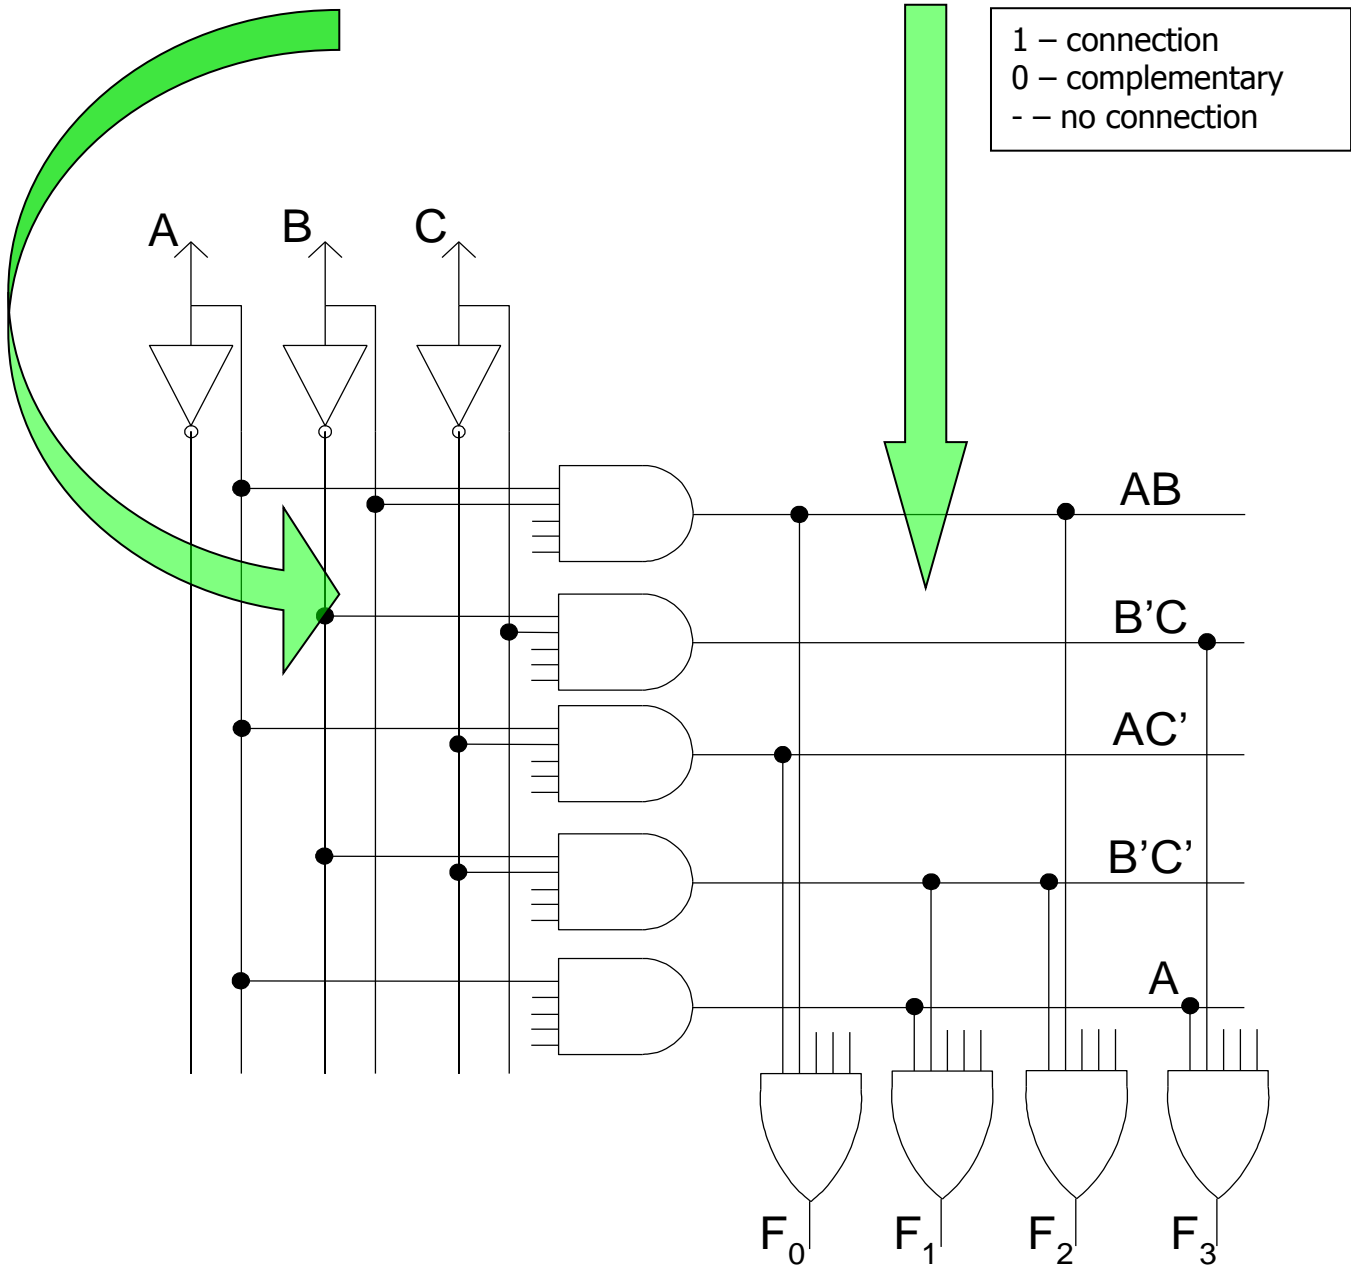 1 – connection
0 – complementary
- – no connection
A B C
AB
B’C
AC’
B’C’
A
F0 F1 F2 F3